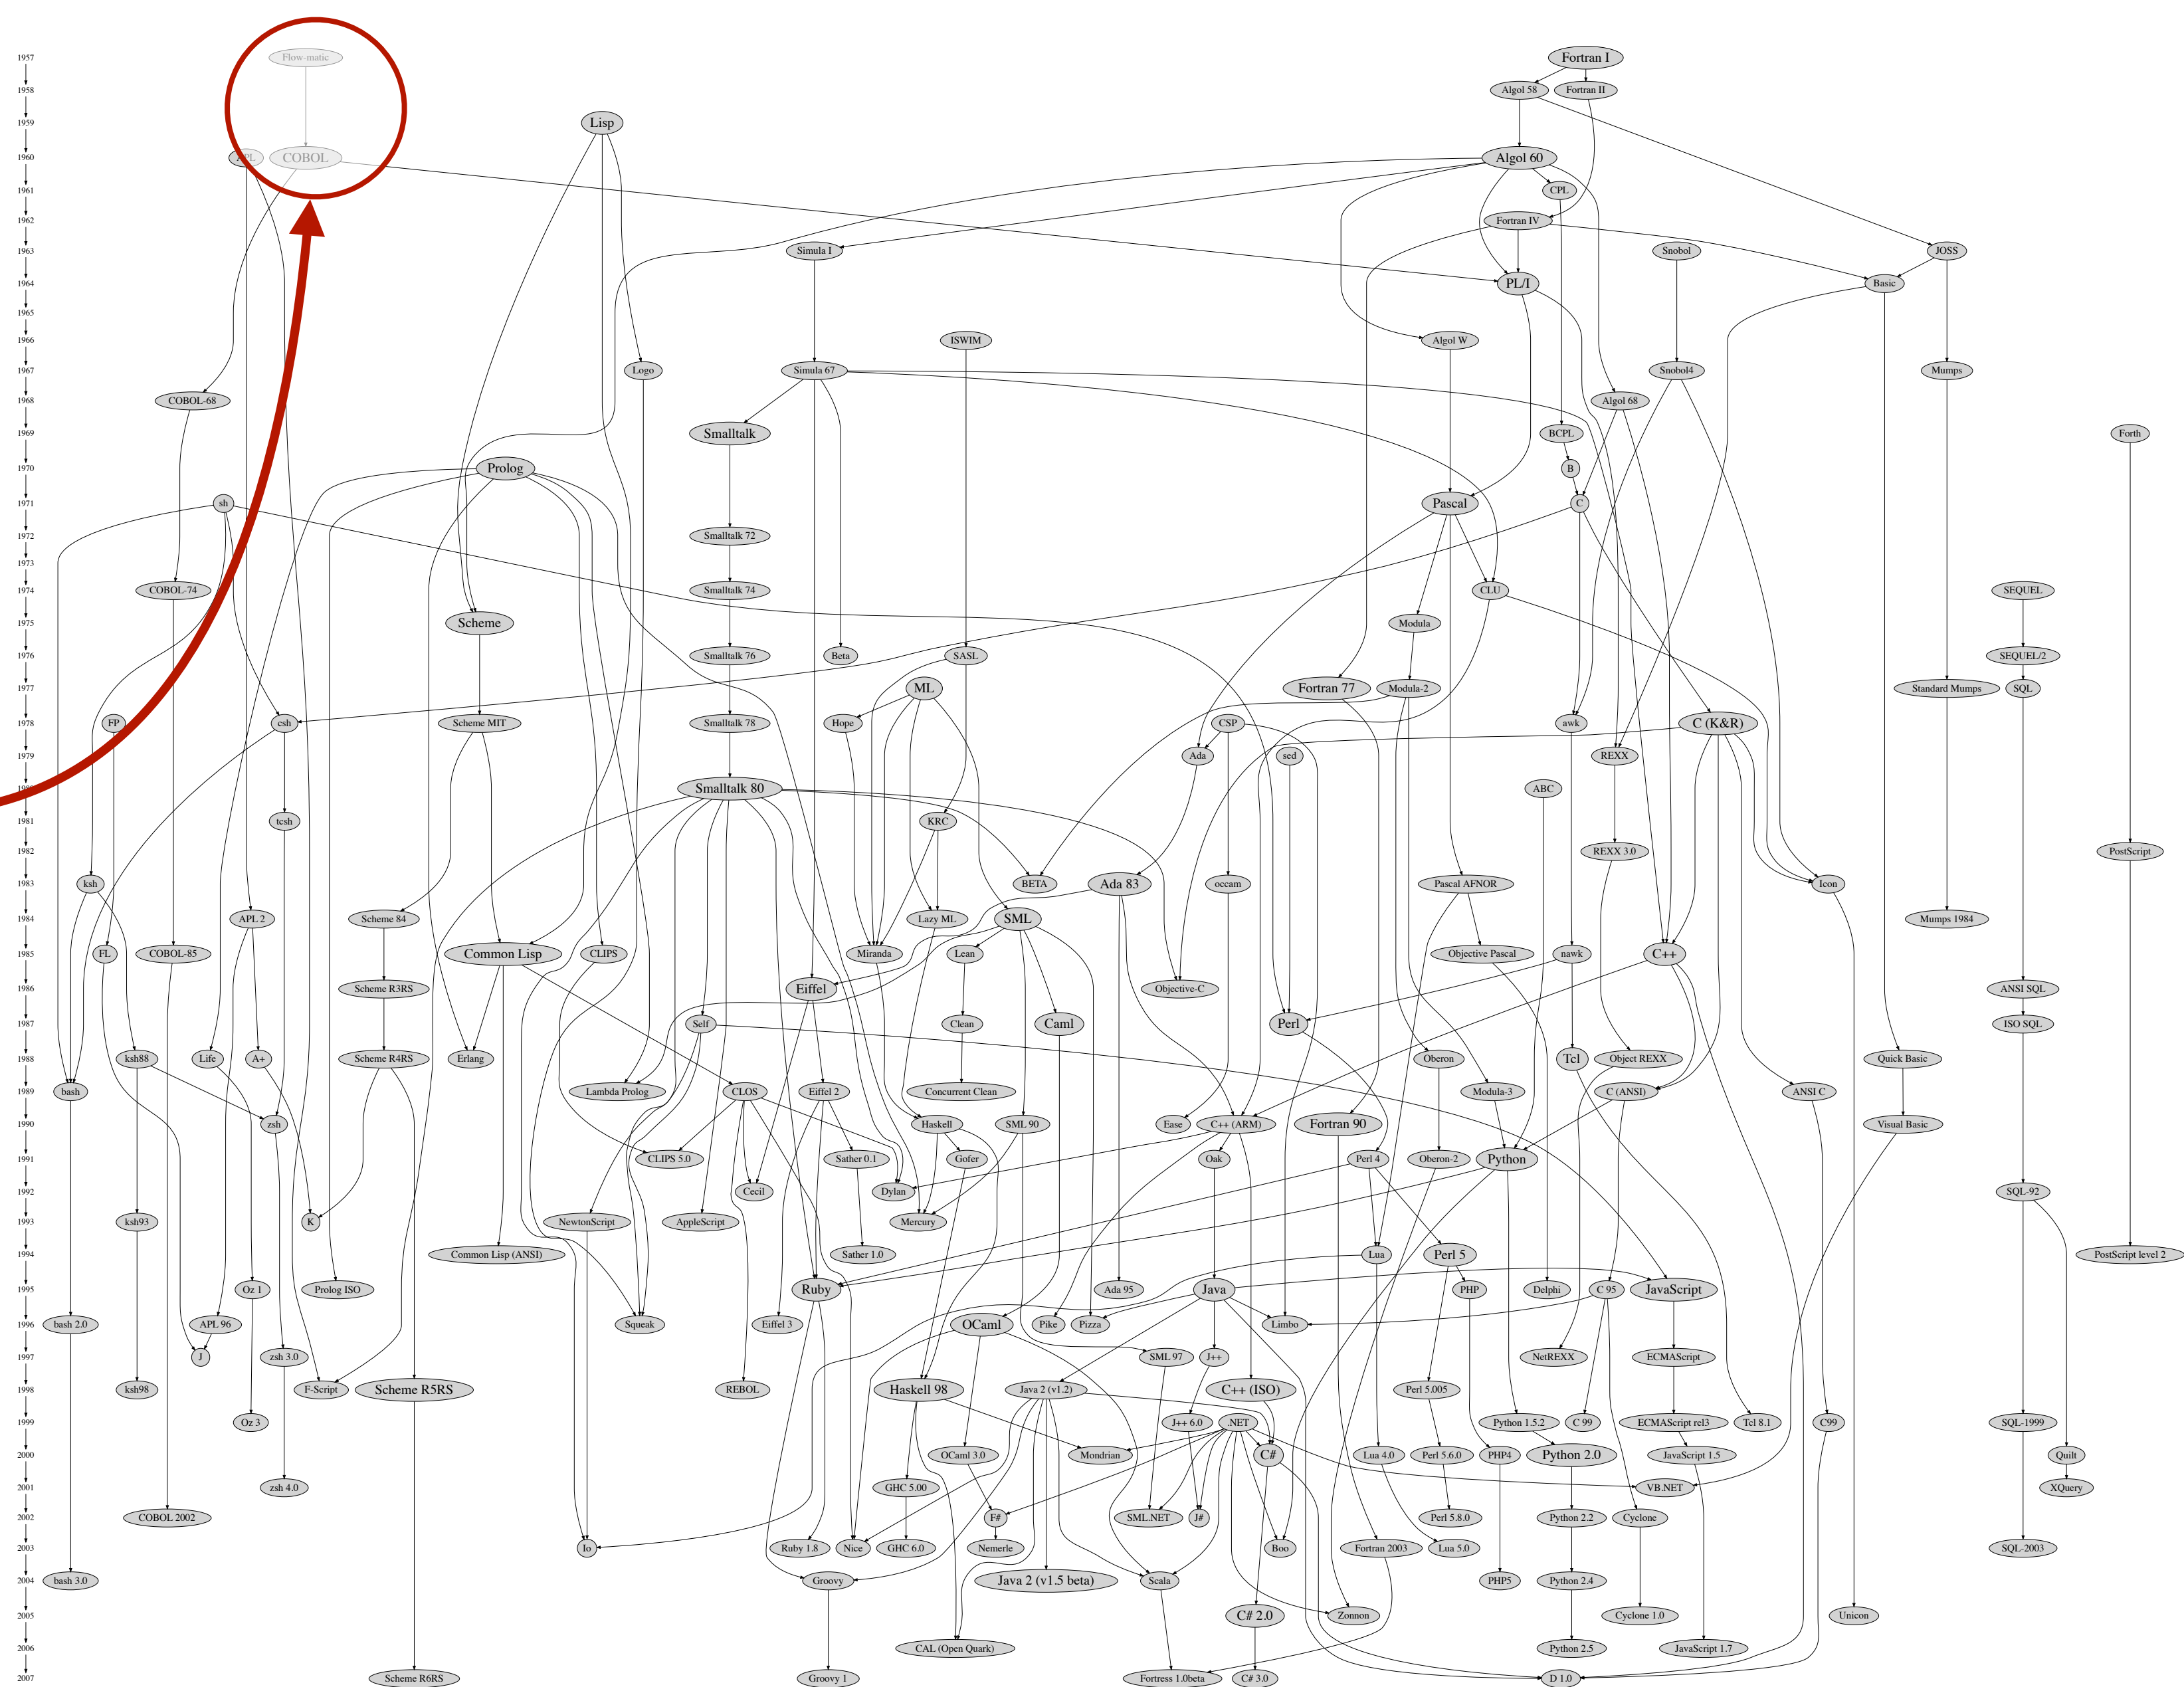 1957
Flow-matic
Fortran I
1958
Algol 58
Fortran II
1959
Lisp
1960
APL
COBOL
Algol 60
1961
CPL
1962
Fortran IV
1963
Simula I
Snobol
JOSS
1964
PL/I
Basic
1965
1966
ISWIM
Algol W
1967
Logo
Simula 67
Snobol4
Mumps
1968
COBOL-68
Algol 68
1969
Smalltalk
BCPL
Forth
1970
Prolog
B
1971
sh
Pascal
C
1972
Smalltalk 72
1973
1974
COBOL-74
Smalltalk 74
CLU
SEQUEL
1975
Scheme
Modula
1976
Smalltalk 76
Beta
SASL
SEQUEL/2
1977
ML
Fortran 77
Modula-2
Standard Mumps
SQL
1978
FP
csh
Scheme MIT
Smalltalk 78
Hope
CSP
awk
C (K&R)
1979
Ada
sed
REXX
Smalltalk 80
ABC
1981
tcsh
KRC
1982
REXX 3.0
PostScript
1983
ksh
BETA
Ada 83
occam
Pascal AFNOR
Icon
1984
APL 2
Scheme 84
Lazy ML
SML
Mumps 1984
1985
FL
COBOL-85
Common Lisp
CLIPS
Miranda
Lean
Objective Pascal
nawk
C++
1986
Scheme R3RS
Eiffel
Objective-C
ANSI SQL
1987
Self
Clean
Caml
Perl
ISO SQL
1988
ksh88
Life
A+
Scheme R4RS
Erlang
Oberon
Tcl
Object REXX
Quick Basic
1989
bash
Lambda Prolog
CLOS
Eiffel 2
Concurrent Clean
Modula-3
C (ANSI)
ANSI C
1990
zsh
Haskell
SML 90
Ease
C++ (ARM)
Fortran 90
Visual Basic
1991
CLIPS 5.0
Sather 0.1
Gofer
Oak
Perl 4
Oberon-2
Python
1992
Cecil
Dylan
SQL-92
1993
ksh93
K
NewtonScript
AppleScript
Mercury
1994
Common Lisp (ANSI)
Sather 1.0
Lua
Perl 5
PostScript level 2
1995
Oz 1
Prolog ISO
Ruby
Ada 95
Java
PHP
Delphi
C 95
JavaScript
1996
bash 2.0
APL 96
Squeak
Eiffel 3
OCaml
Pike
Pizza
Limbo
1997
J
zsh 3.0
SML 97
J++
NetREXX
ECMAScript
1998
ksh98
F-Script
Scheme R5RS
REBOL
Haskell 98
Java 2 (v1.2)
C++ (ISO)
Perl 5.005
1999
Oz 3
J++ 6.0
.NET
Python 1.5.2
C 99
ECMAScript rel3
Tcl 8.1
C99
SQL-1999
2000
OCaml 3.0
Mondrian
C#
Lua 4.0
Perl 5.6.0
PHP4
Python 2.0
JavaScript 1.5
Quilt
2001
zsh 4.0
GHC 5.00
VB.NET
XQuery
2002
COBOL 2002
F#
SML.NET
J#
Perl 5.8.0
Python 2.2
Cyclone
2003
Io
Ruby 1.8
Nice
GHC 6.0
Nemerle
Boo
Fortran 2003
Lua 5.0
SQL-2003
2004
bash 3.0
Groovy
Java 2 (v1.5 beta)
Scala
PHP5
Python 2.4
2005
C# 2.0
Zonnon
Cyclone 1.0
Unicon
2006
CAL (Open Quark)
Python 2.5
JavaScript 1.7
2007
Scheme R6RS
Groovy 1
Fortress 1.0beta
C# 3.0
D 1.0